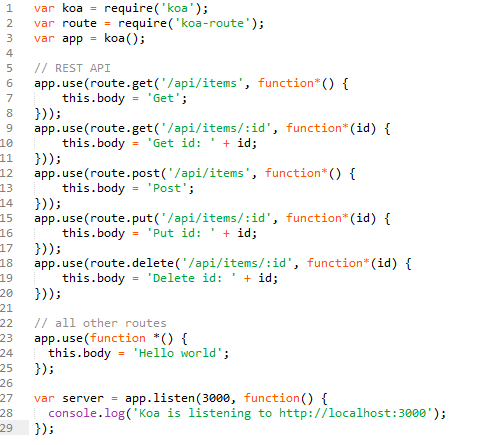 1 var koa = require('koa');
2 var route = require('koa-route');
3 var app = koa();
4
5 // REST API
6 app.use(route.get('/api/items', function*() {
7     this.body = 'Get';
8 }));
9 app.use(route.get('/api/items/:id', function*(id) {
10     this.body = 'Get id: ' + id;
11 }));
12 app.use(route.post('/api/items', function*() {
13     this.body = 'Post';
14 }));
15 app.use(route.put('/api/items/:id', function*(id) {
16     this.body = 'Put id: ' + id;
17 }));
18 app.use(route.delete('/api/items/:id', function*(id) {
19     this.body = 'Delete id: ' + id;
20 }));
21
22 // all other routes
23 app.use(function *() {
24   this.body = 'Hello world';
25 });
26
27 var server = app.listen(3000, function() {
28   console.log('Koa is listening to http://localhost:3000');
29 });